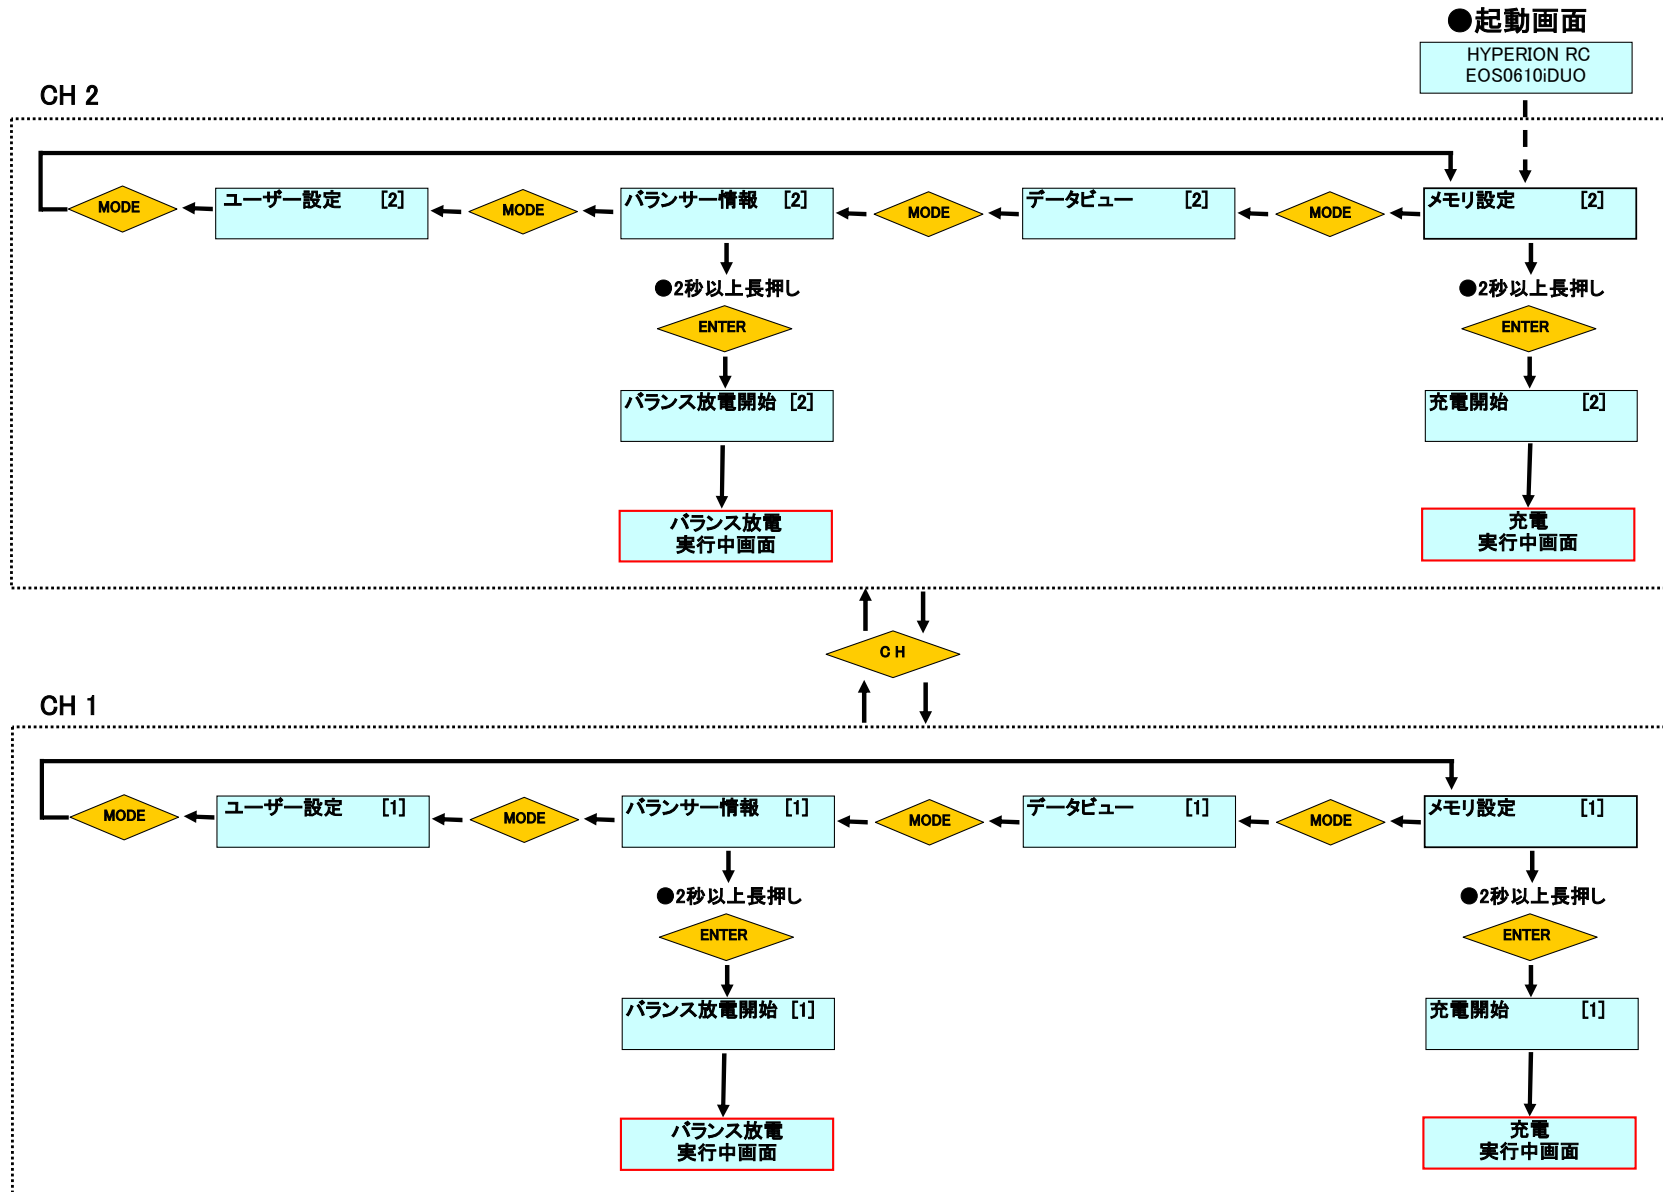 ●起動画面
HYPERION RC
EOS0610iDUO
CH 2
MODE
ユーザー設定 [2]
MODE
バランサー情報 [2]
MODE
データビュー [2]
MODE
メモリ設定 [2]
●2秒以上長押し
●2秒以上長押し
ENTER
ENTER
バランス放電開始 [2]
充電開始 [2]
バランス放電
実行中画面
充電
実行中画面
C H
CH 1
MODE
ユーザー設定 [1]
MODE
バランサー情報 [1]
MODE
データビュー [1]
MODE
メモリ設定 [1]
●2秒以上長押し
●2秒以上長押し
ENTER
ENTER
バランス放電開始 [1]
充電開始 [1]
バランス放電
実行中画面
充電
実行中画面